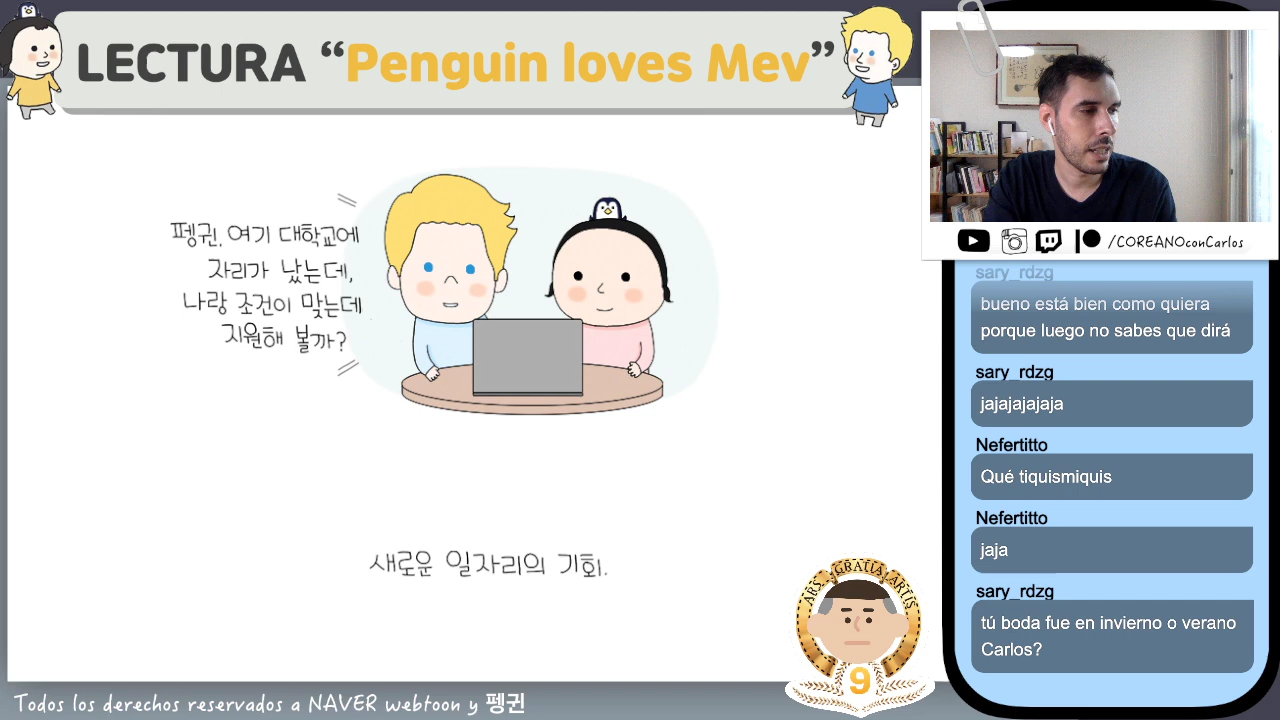 LECTURA “Penguin loves Mev”
펭귄, 여기 대학교에
자리가 났는데,
나랑 조건이 맞는데
지원해 볼까?
새로운 일자리의 기회.
ARS GRATIA ARTIS
9
Todos los derechos reservados a NAVER webtoon y 펭귄
/COREANOconCarlos
sary_rdzg
bueno está bien como quiera
porque luego no sabes que dirá
sary_rdzg
jajajajajaja
Nefertitto
Qué tiquismiquis
Nefertitto
jaja
sary_rdzg
tú boda fue en invierno o verano
Carlos?